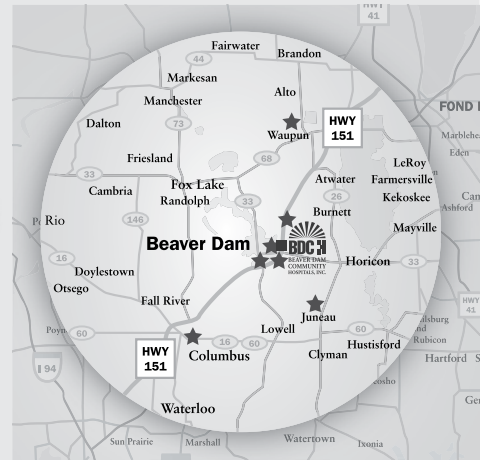 HWY
41
Fairwater
Brandon
44
Markesan
Alto
Manchester
HWY
151
FOND
73
Waupun
Dalton
Eden
Friesland
68
LeRoy
33
Atwater
Farmersville
Fox Lake
Cambria
Randolph
33
26
Kekoskee
Ashford
Burnett
Rio
146
Mayville
Beaver Dam
BDCH
BEAVER DAM
COMMUNITY
HOSPITALS, INC.
16
Horicon
33
Doylestown
Otsego
Fall River
HWY
41
Juneau
60
Lowell
16
60
60
Rubicon
HWY
151
Columbus
Clyman
Hustisford
Hartford
I 94
Waterloo
Sun Prairie
Marshall
Watertown
Ixonia